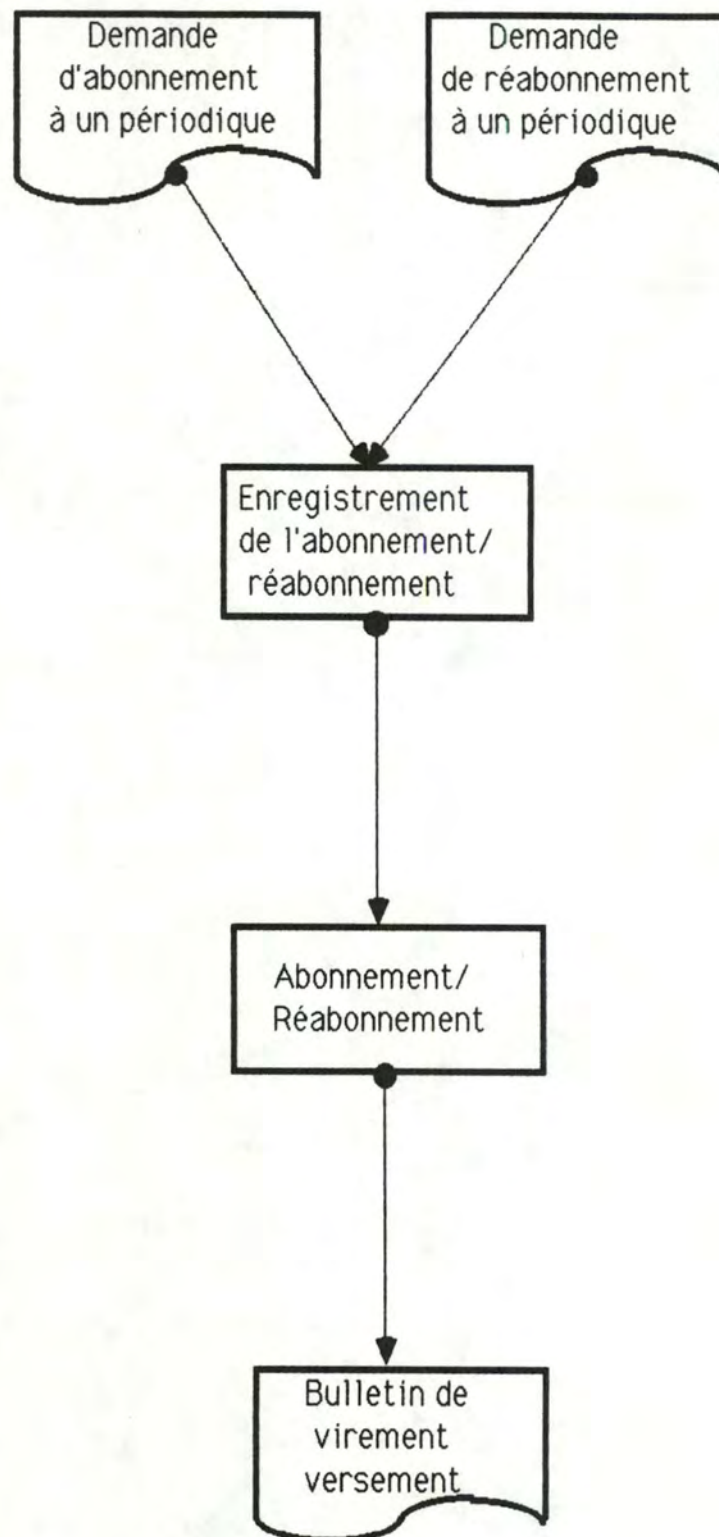 Demande
d'abonnement
à un périodique
Demande
de réabonnement
à un périodique
Enregistrement
de l'abonnement/
réabonnement
Abonnement/
Réabonnement
Bulletin de
virement
versement